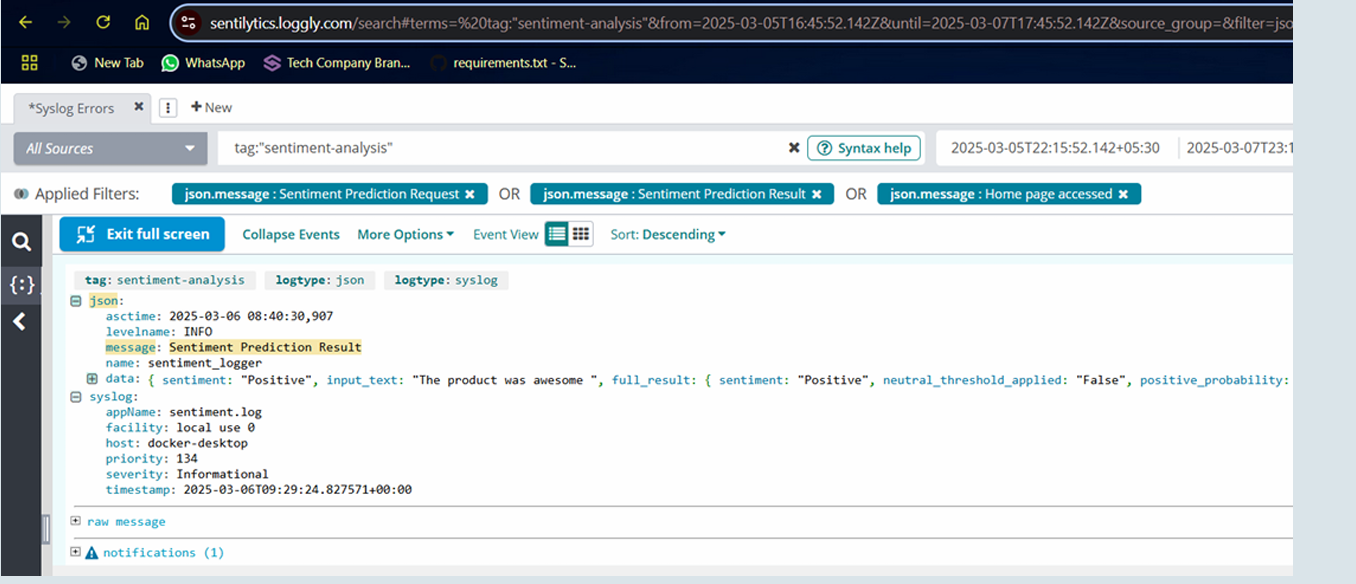 sentilytics.loggly.com/search#terms=%20tag:"sentiment-analysis"&from=2025-03-05T16:45:52.142Z&until=2025-03-07T17:45:52.142Z&source_group=&filter=jso
New Tab WhatsApp Tech Company Bran... requirements.txt - S...
*Syslog Errors New
All Sources tag:"sentiment-analysis" Syntax help 2025-03-05T22:15:52.142+05:30 2025-03-07T23:1
Applied Filters: json.message : Sentiment Prediction Request OR json.message : Sentiment Prediction Result OR json.message : Home page accessed
Exit full screen Collapse Events More Options Event View Sort: Descending
tag: sentiment-analysis logtype: json logtype: syslog
json:
asctime: 2025-03-06 08:40:30,907
levelname: INFO
message: Sentiment Prediction Result
name: sentiment_logger
data: { sentiment: "Positive", input_text: "The product was awesome ", full_result: { sentiment: "Positive", neutral_threshold_applied: "False", positive_probability:
syslog:
appName: sentiment.log
facility: local use 0
host: docker-desktop
priority: 134
severity: Informational
timestamp: 2025-03-06T09:29:24.827571+00:00
raw message
notifications (1)